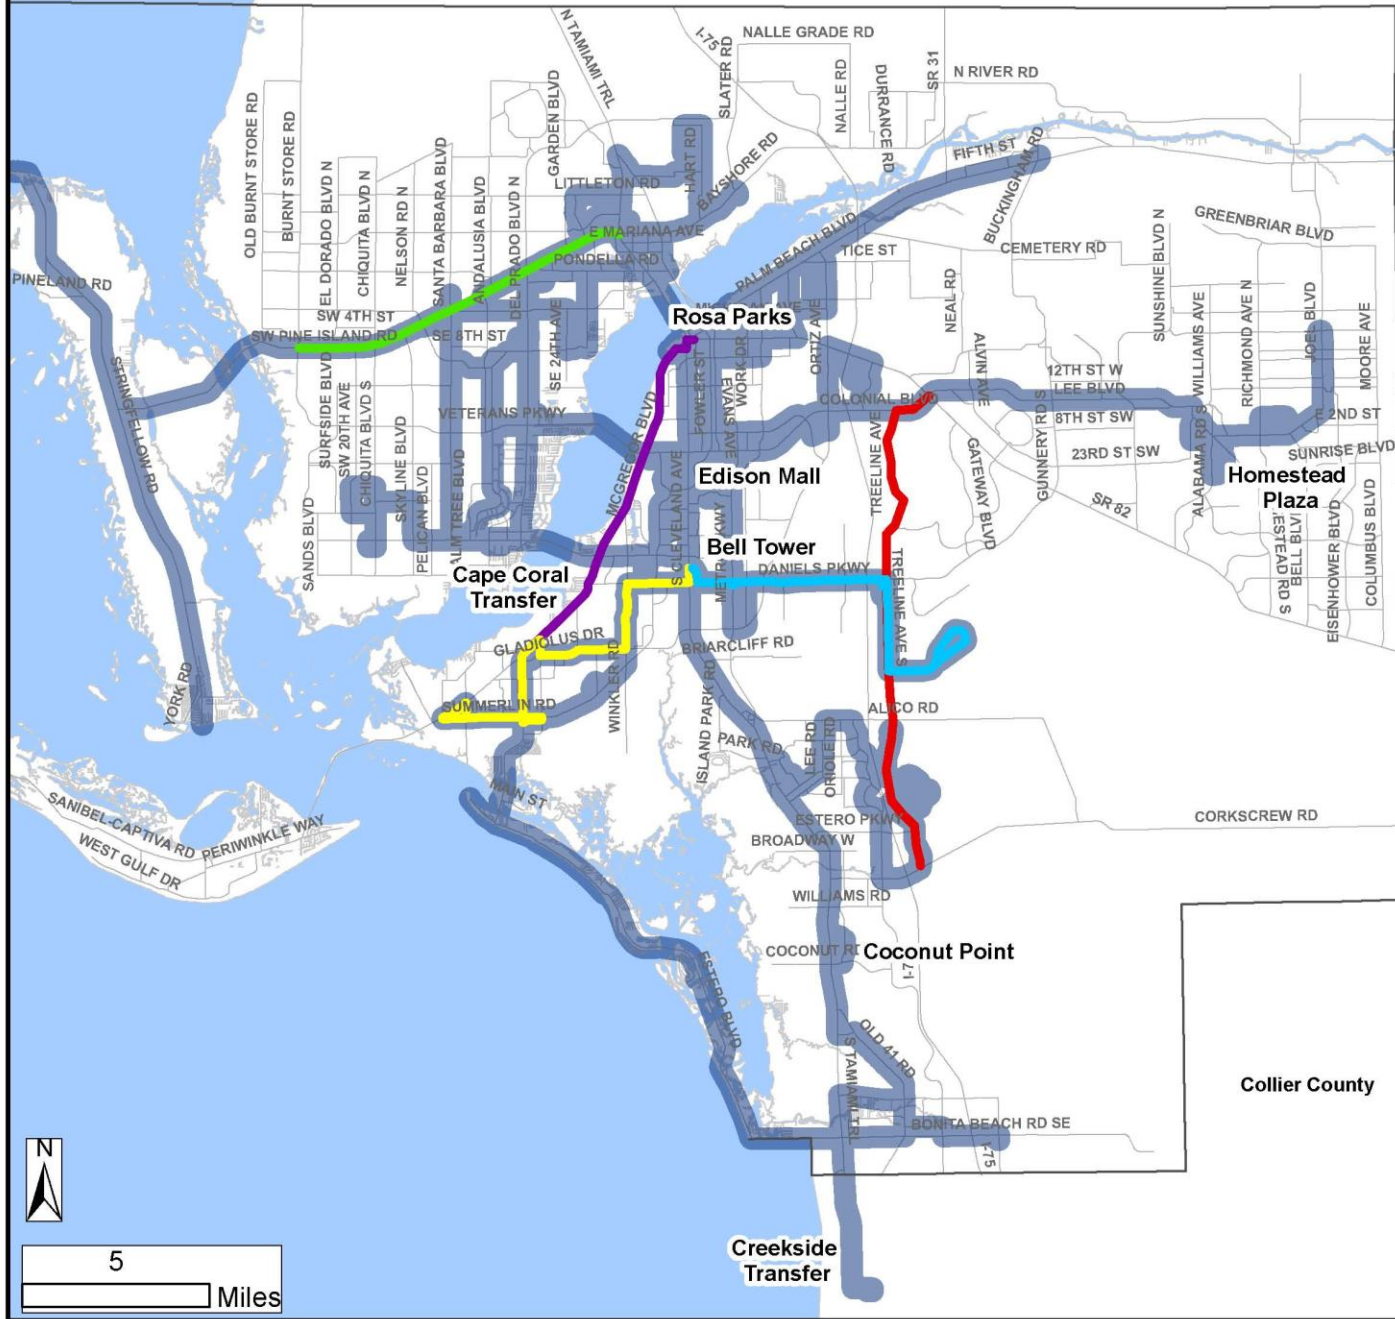 NALLE GRADE RD
I-75
N TAMIAMI TRL
SLATER RD
SR 31
N RIVER RD
NALLE RD
DURRANCE RD
GARDEN BLVD
OLD BURNT STORE RD
BURNT STORE RD
EL DORADO BLVD N
CHIQUITA BLVD N
NELSON RD N
SANTA BARBARA BLVD
ANDALUSIA BLVD
DEL PRADO BLVD N
LITTLETON RD
HART RD
BAYSHORE RD
FIFTH ST
BUCKINGHAM RD
E MARIANA AVE
PONDELLA RD
PALM BEACH BLVD
TICE ST
CEMETERY RD
SUNSHINE BLVD N
GREENBRIAR BLVD
PINELAND RD
SW 4TH ST
SW PINE ISLAND RD
SE 8TH ST
SE 24TH AVE
Rosa Parks
ORTIZ AVE
NEAL RD
ALVIN AVE
WILLIAMS AVE
RICHMOND AVE N
JOEL BLVD
MOORE AVE
STRINGFELLOW RD
SURFSIDE BLVD
SW 20TH AVE
CHIQUITA BLVD S
SKYLINE BLVD
VETERANS PKWY
MCGREGOR BLVD
FOWLER ST
EVANS AVE
WORK DR
COLONIAL BLVD
12TH ST W
LEE BLVD
8TH ST SW
E 2ND ST
23RD ST SW
SUNRISE BLVD
TREELINE AVE
GATEWAY BLVD
GUNNERY RD S
ALABAMA RD S
Edison Mall
Homestead
Plaza
SR 82
SANDS BLVD
PELICAN BLVD
S CLEVELAND AVE
Bell Tower
DANIELS PKWY
BELL BLVD
EISENHOWER BLVD
COLUMBUS BLVD
Cape Coral
Transfer
TREELINE AVE S
GLADIOLUS DR
WINKLER RD
BRIARCLIFF RD
YORK RD
SUMMERLIN RD
ISLAND PARK RD
ALICO RD
PARK RD
LEE RD
ORIOLE RD
MAIN ST
SANIBEL-CAPTIVA RD
PERIWINKLE WAY
WEST GULF DR
ESTERO PKWY
BROADWAY W
CORKSCREW RD
WILLIAMS RD
COCONUT RD
Coconut Point
ESTERO BLVD
OLD 41 RD
S TAMIAMI TRL
Collier County
BONITA BEACH RD SE
I-75
N
Creekside
Transfer
5
Miles